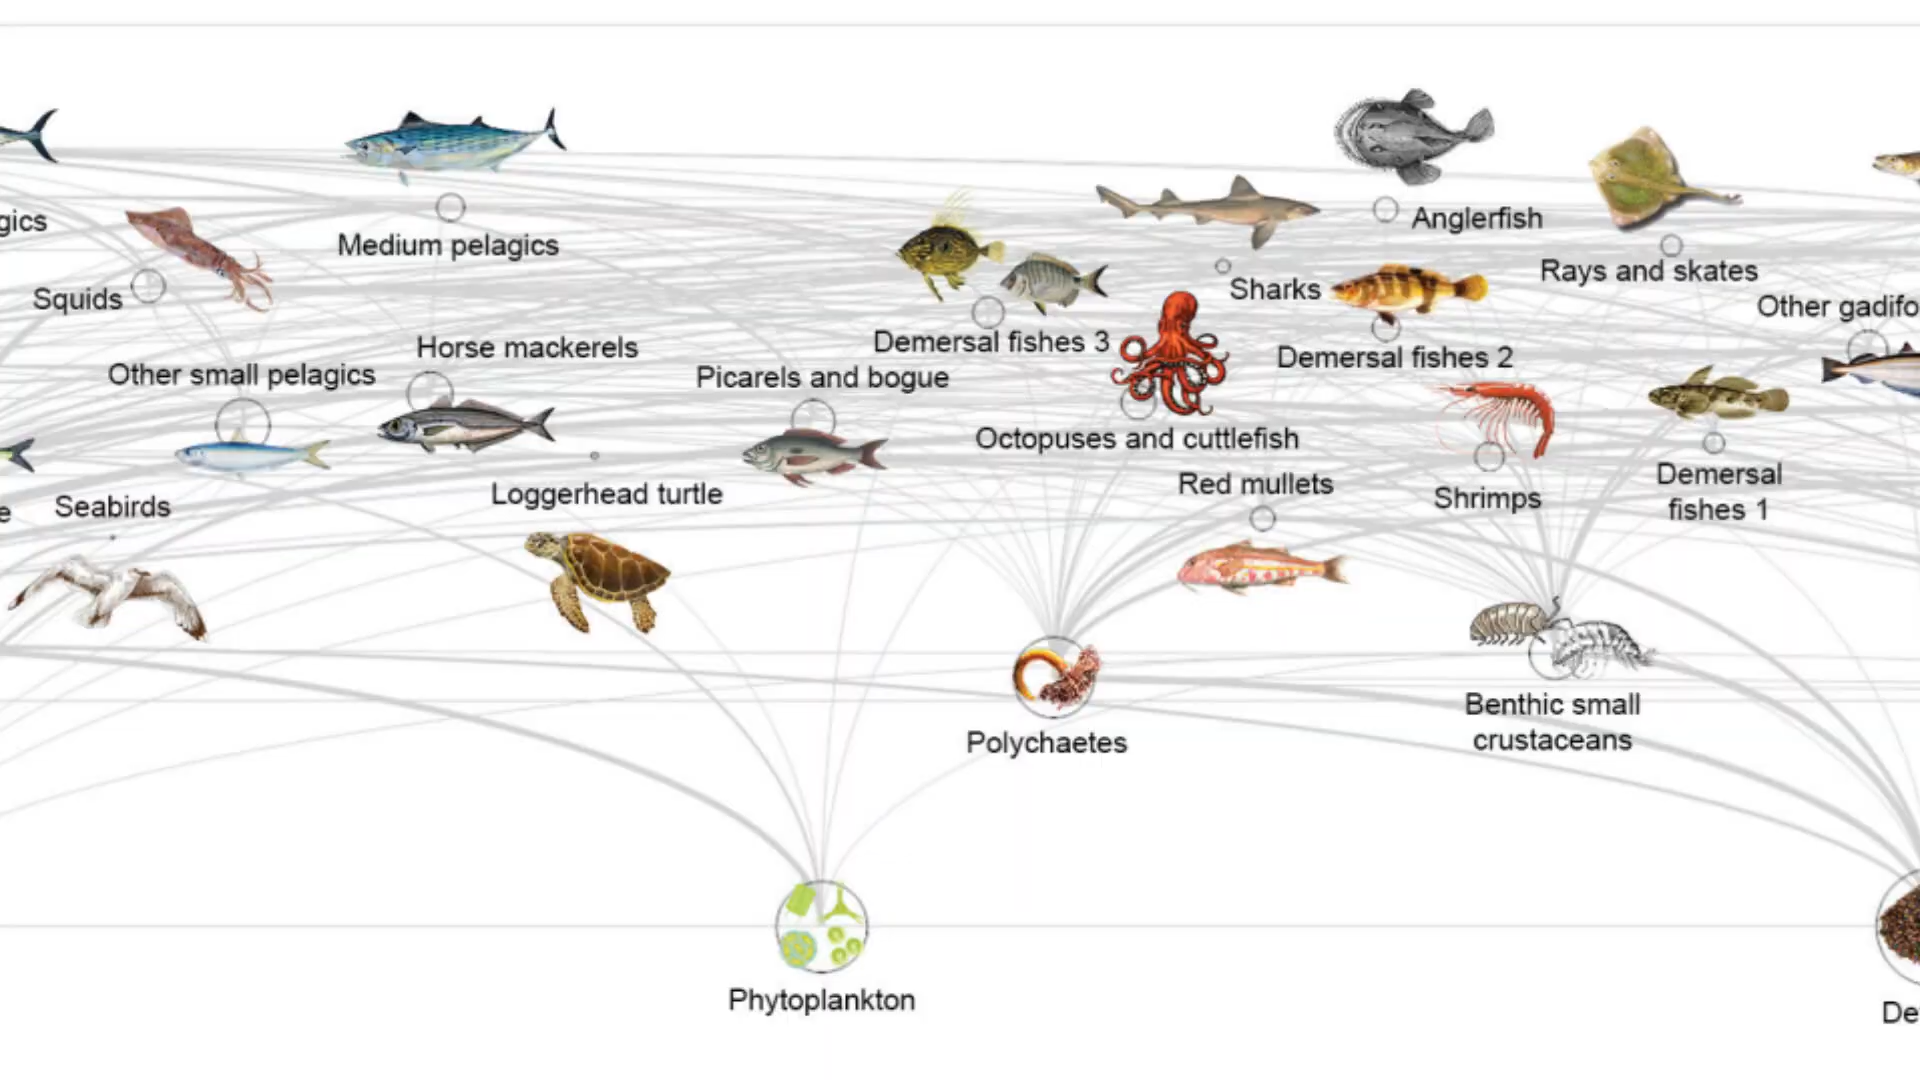 gics
Medium pelagics
Anglerfish
Squids
Sharks
Rays and skates
Other gadifo
Demersal fishes 3
Demersal fishes 2
Horse mackerels
Other small pelagics
Picarels and bogue
Octopuses and cuttlefish
Red mullets
Shrimps
Demersal
fishes 1
e
Seabirds
Loggerhead turtle
Polychaetes
Benthic small
crustaceans
Phytoplankton
De